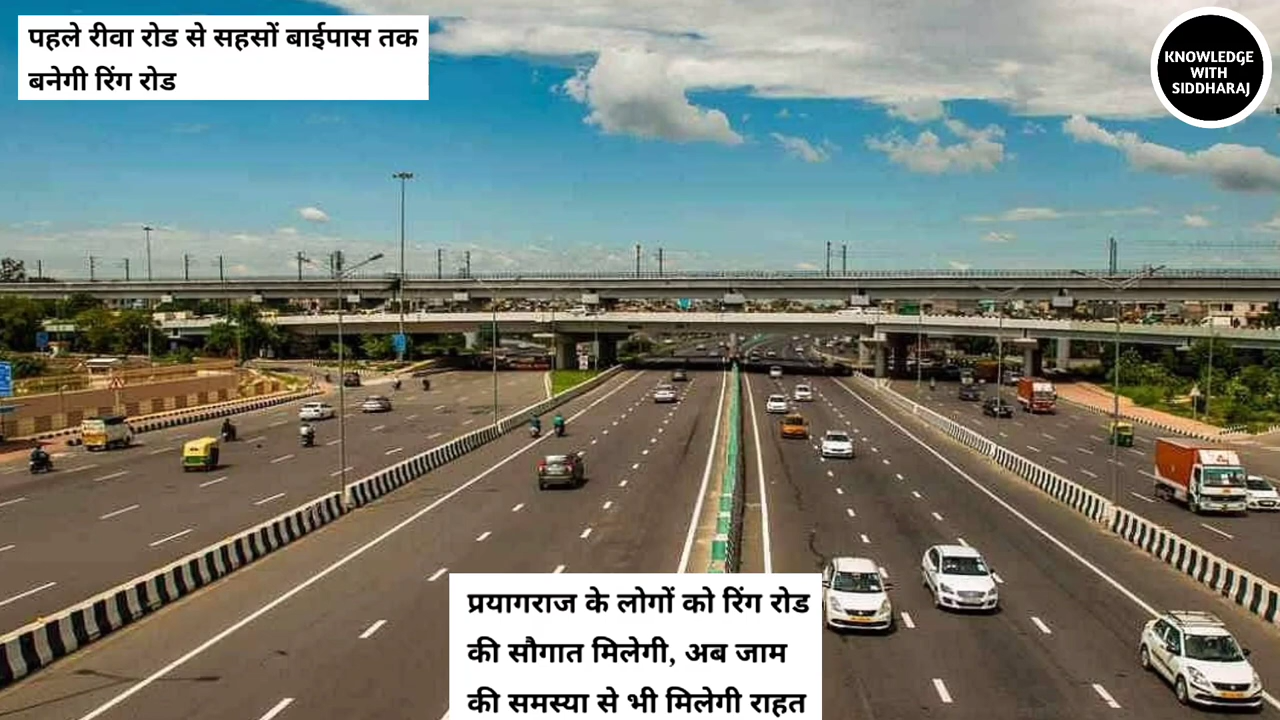 पहले रीवा रोड से सहसों बाईपास तक
बनेगी रिंग रोड
KNOWLEDGE
WITH
SIDDHARAJ
प्रयागराज के लोगों को रिंग रोड
की सौगात मिलेगी, अब जाम
की समस्या से भी मिलेगी राहत